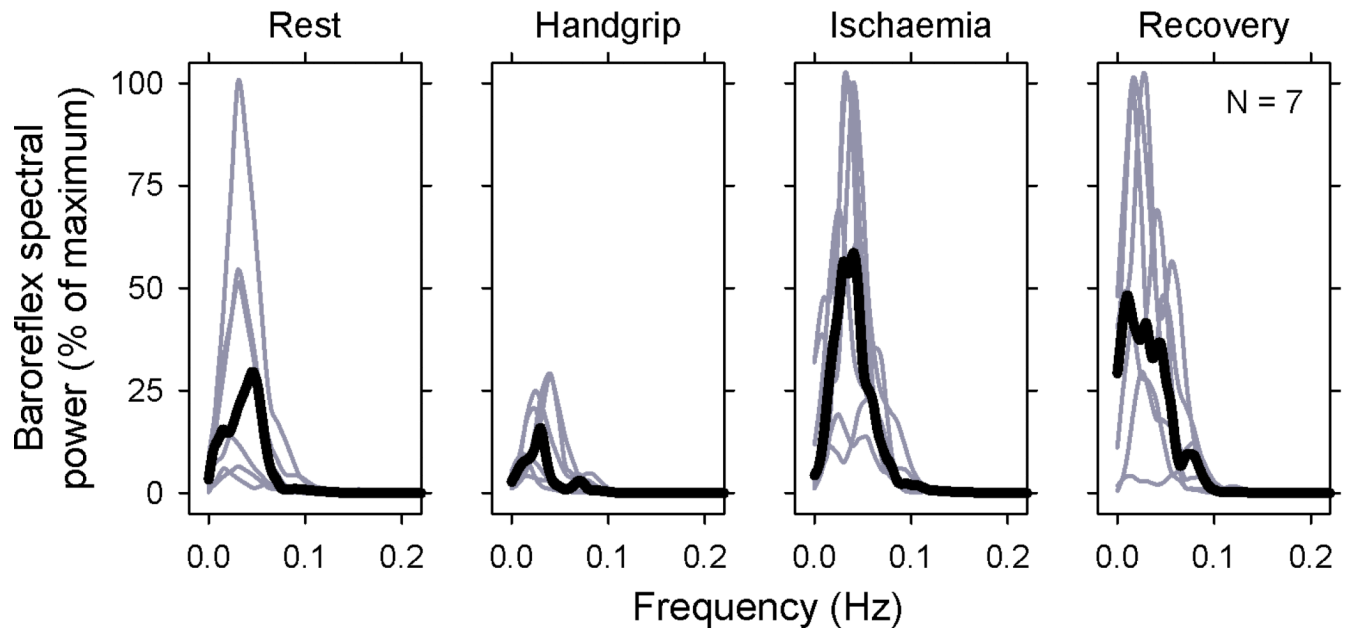 Rest Handgrip Ischaemia Recovery
Baroreflex spectral
power (% of maximum)
100
75
50
25
0
N = 7
0.0 0.1 0.2 0.0 0.1 0.2 0.0 0.1 0.2 0.0 0.1 0.2
Frequency (Hz)